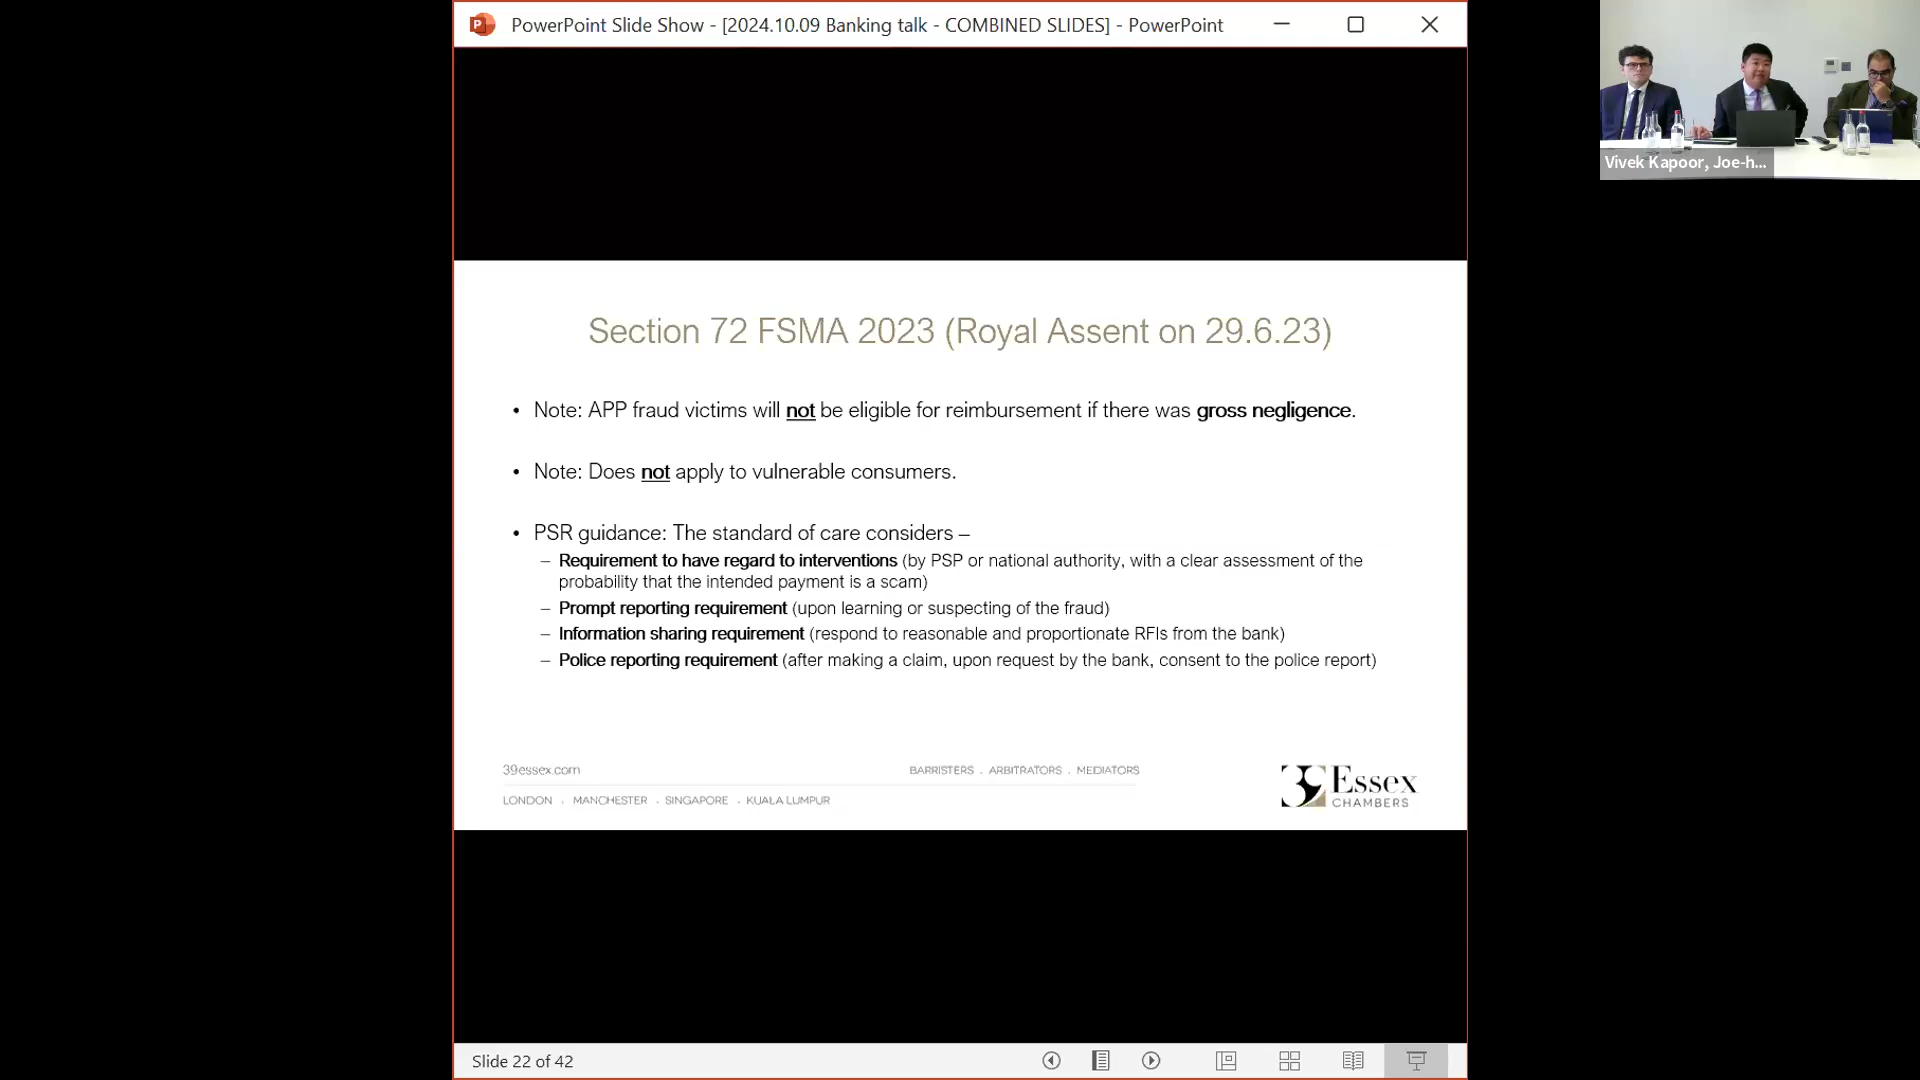 PowerPoint Slide Show - [2024.10.09 Banking talk - COMBINED SLIDES] - PowerPoint
Vivek Kapoor, Joe-h...
Section 72 FSMA 2023 (Royal Assent on 29.6.23)
• Note: APP fraud victims will not be eligible for reimbursement if there was gross negligence.
• Note: Does not apply to vulnerable consumers.
• PSR guidance: The standard of care considers –
– Requirement to have regard to interventions (by PSP or national authority, with a clear assessment of the
probability that the intended payment is a scam)
– Prompt reporting requirement (upon learning or suspecting of the fraud)
– Information sharing requirement (respond to reasonable and proportionate RFIs from the bank)
– Police reporting requirement (after making a claim, upon request by the bank, consent to the police report)
39essex.com
BARRISTERS . ARBITRATORS . MEDIATORS
LONDON . MANCHESTER . SINGAPORE . KUALA LUMPUR
39 Essex
CHAMBERS
Slide 22 of 42